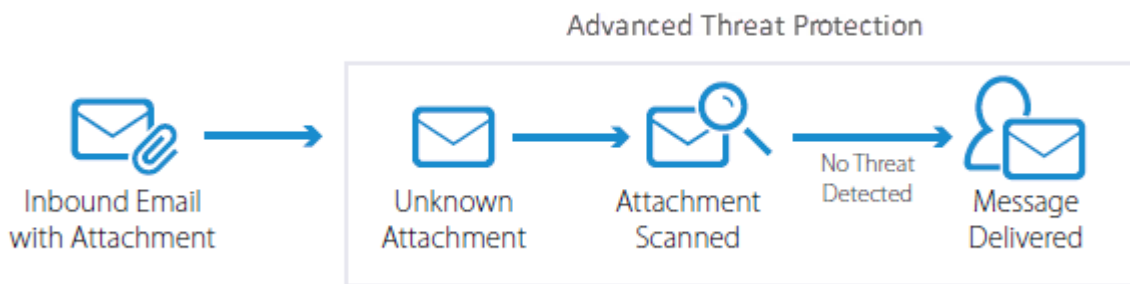 Advanced Threat Protection
Inbound Email
with Attachment
Unknown
Attachment
Attachment
Scanned
No Threat
Detected
Message
Delivered